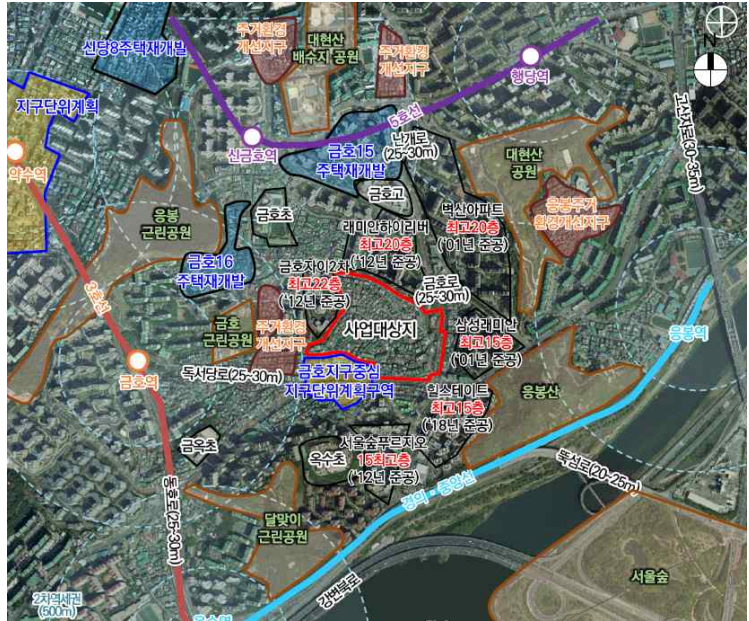 신당8주택재개발
주거환경
개선지구
대현산
배수지 공원
주거환경
개선지구
행당역
N
지구단위계획
약수역
5호선
신금호역
난계로
(25~30m)
금호15
주택재개발
대현산
공원
고산자로(30~35m)
금호고
응봉
근린공원
금호초
벽산아파트
최고20층
('01년 준공)
응봉주거
환경개선지구
래미안하이리버
최고20층
('12년 준공)
금호16
주택재개발
금호자이2차
최고22층
('12년 준공)
금호로
(25~30m)
3호선
금호
근린공원
주거환경
개선지구
사업대상지
삼성래미안
최고15층
('01년 준공)
응봉역
금호역
독서당로(25~30m)
금호지구중심
지구단위계획구역
힐스테이트
최고15층
('18년 준공)
응봉산
금옥초
옥수초
서울숲푸르지오
15최고층
('12년 준공)
동호로(25~30m)
뚝섬로(20~25m)
경의·중앙선
달맞이
근린공원
서울숲
강변북로
2차역세권
(500m)
옥수역